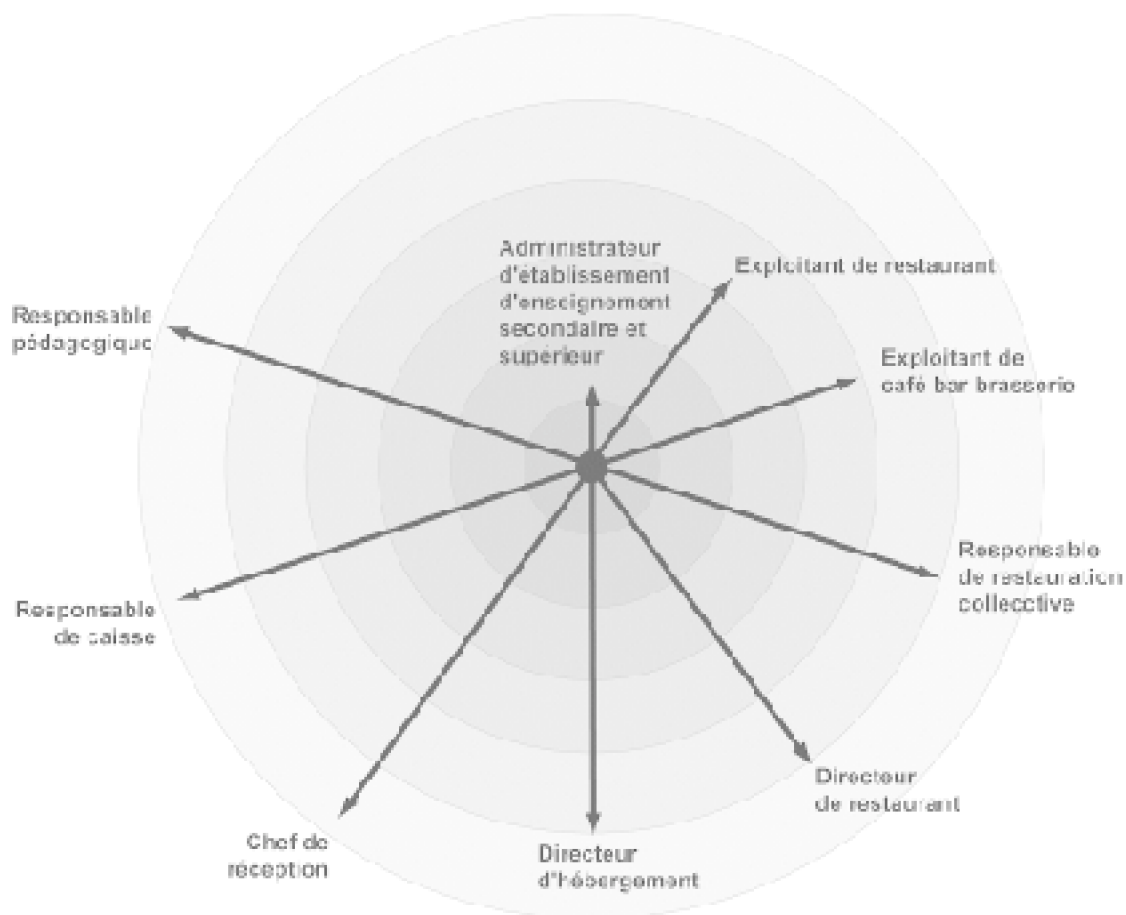 Administrateur
d'établissement
d'enseignement
secondaire et
supérieur
Exploitant de restaurant
Exploitant de
café bar brasserie
Responsable
de restauration
collective
Directeur
de restaurant
Directeur
d'hébergement
Chef de
réception
Responsable
de caisse
Responsable
pédagogique